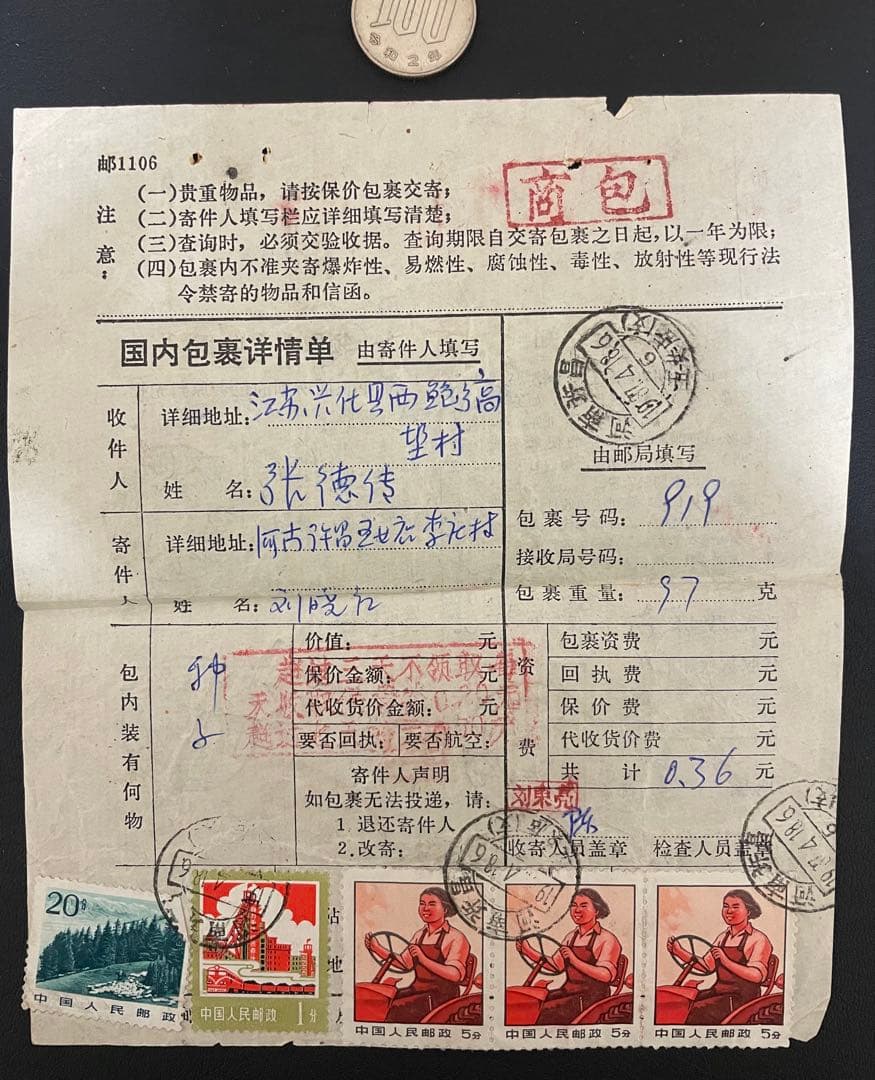 100
令和2年
邮1106
商包
注意:
(一)贵重物品,请按保价包裹交寄;
(二)寄件人填写栏应详细填写清楚;
(三)查询时,必须交验收据。查询期限自交寄包裹之日起,以一年为限;
(四)包裹内不准夹寄爆炸性、易燃性、腐蚀性、毒性、放射性等现行法
令禁寄的物品和信函。
国内包裹详情单 由寄件人填写
收件人
详细地址:江苏兴化县西鲍
垫村
姓名:张德传
寄件人
详细地址:河南许昌 李 村
姓名:刘晓红
河南许昌
由邮局填写
包裹号码:919
接收局号码:
包裹重量:97克
包内装有何物
种子
价值:元
保价金额:元
代收货价金额:元
要否回执: 要否航空:
寄件人声明
如包裹无法投递,请:
1.退还寄件人
2.改寄:
资费
包裹资费 元
回执费 元
保价费 元
代收货价费 元
共计 0.36 元
收寄人员盖章 检查人员盖章
20分
中国人民邮政
中国人民邮政 1分
中国人民邮政 5分
中国人民邮政 5分
中国人民邮政 5分